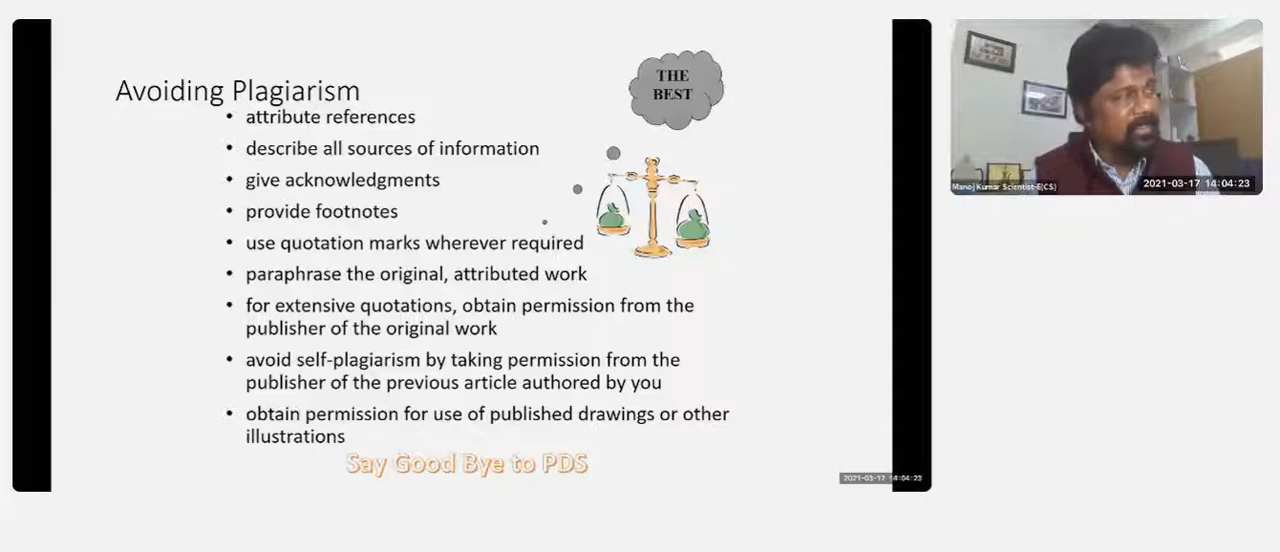 THE
BEST
Avoiding Plagiarism
• attribute references
• describe all sources of information
• give acknowledgments
• provide footnotes
• use quotation marks wherever required
• paraphrase the original, attributed work
• for extensive quotations, obtain permission from the
publisher of the original work
• avoid self-plagiarism by taking permission from the
publisher of the previous article authored by you
• obtain permission for use of published drawings or other
illustrations
Say Good Bye to PDS
2021-03-17 14:04:23
Manoj Kumar Scientist-E(CS)
2021-03-17 14:04:23